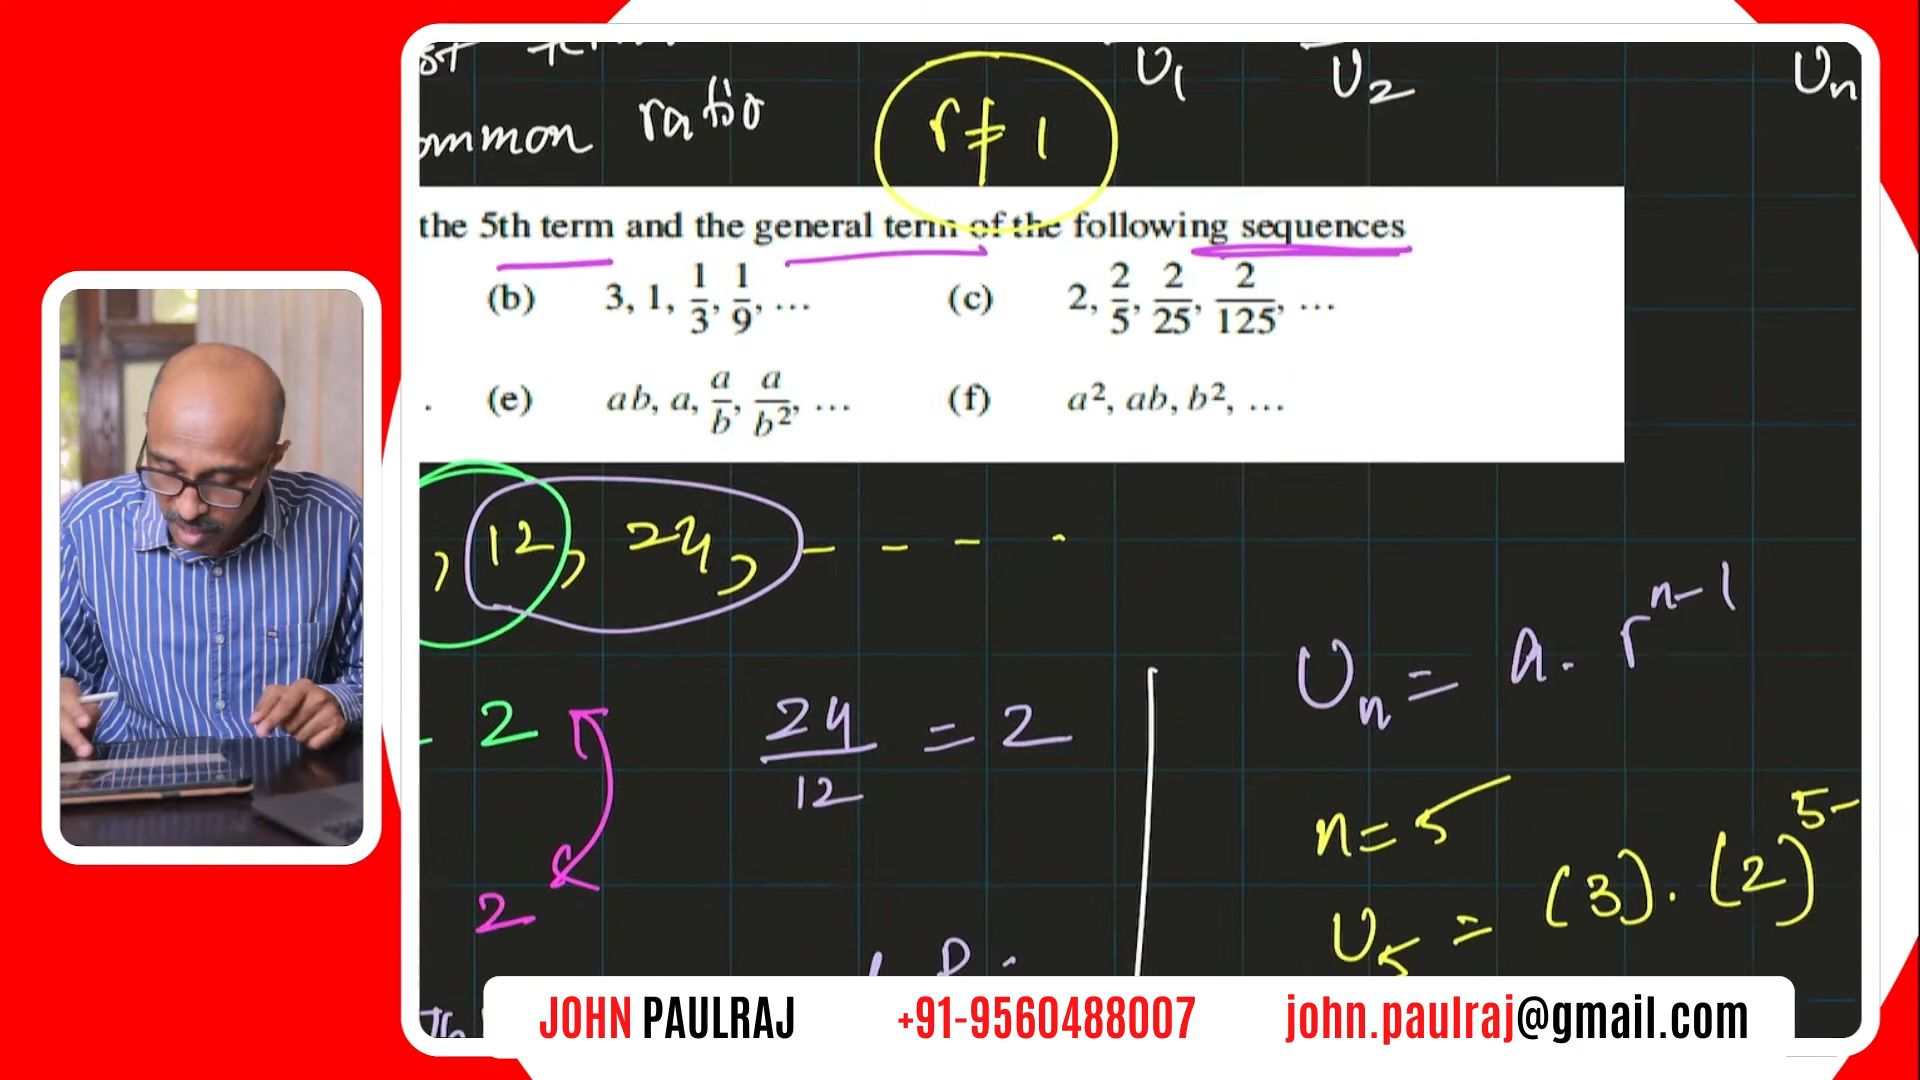 ommon ratio r ≠ 1 U1 U2 Un
the 5th term and the general term of the following sequences
(b) 3, 1, 1/3, 1/9, ... (c) 2, 2/5, 2/25, 2/125, ...
. (e) ab, a, a/b, a/b², ... (f) a², ab, b², ...
, 12, 24, - - - .
Un = a. r^n-1
2 24/12 = 2
n = 5
2 U5 = (3). (2)^5-
JOHN PAULRAJ +91-9560488007 john.paulraj@gmail.com